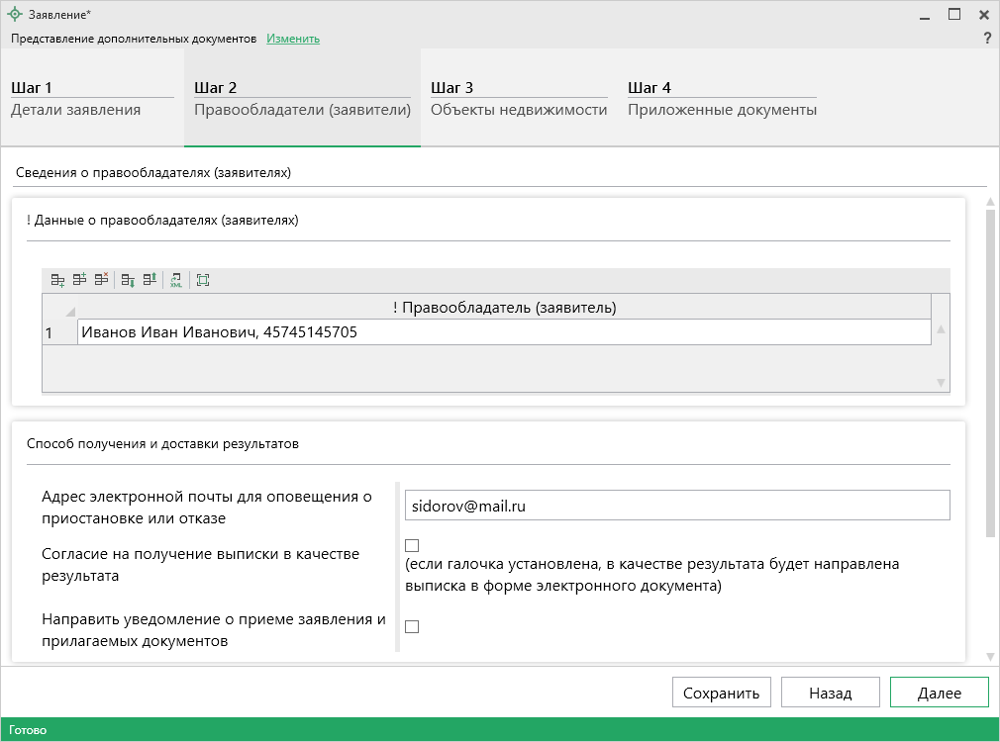 Заявление*
Представление дополнительных документов Изменить
?
Шаг 1
Детали заявления
Шаг 2
Правообладатели (заявители)
Шаг 3
Объекты недвижимости
Шаг 4
Приложенные документы
Сведения о правообладателях (заявителях)
! Данные о правообладателях (заявителях)
XML
! Правообладатель (заявитель)
1 Иванов Иван Иванович, 45745145705
Способ получения и доставки результатов
Адрес электронной почты для оповещения о
приостановке или отказе
sidorov@mail.ru
Согласие на получение выписки в качестве
результата
(если галочка установлена, в качестве результата будет направлена
выписка в форме электронного документа)
Направить уведомление о приеме заявления и
прилагаемых документов
Сохранить Назад Далее
Готово